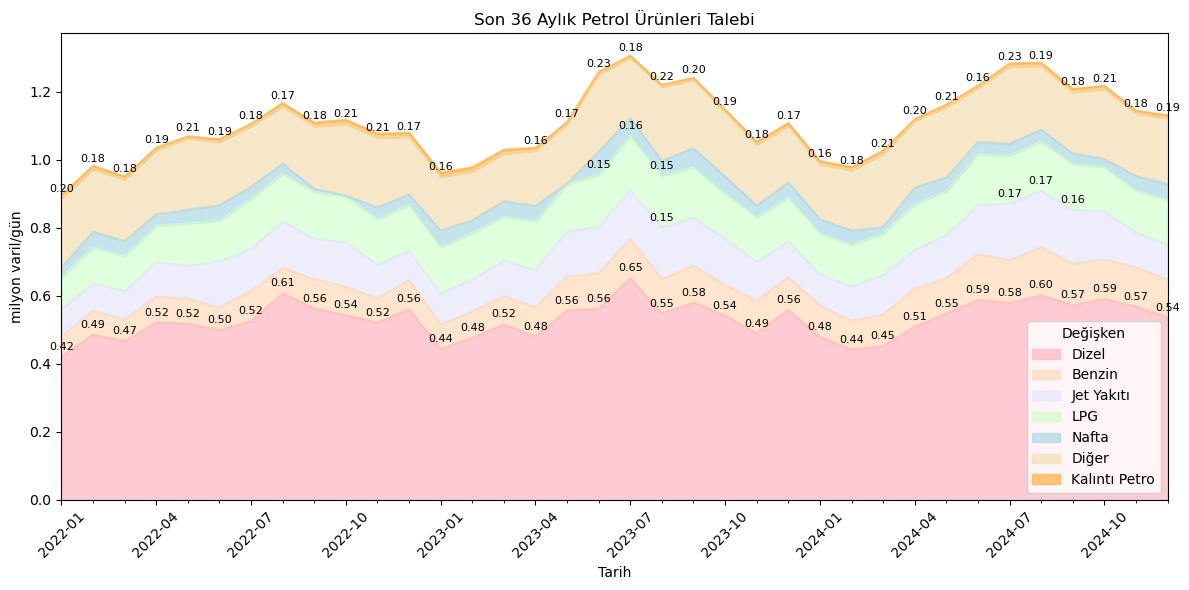 Son 36 Aylık Petrol Ürünleri Talebi
milyon varil/gün
1.2
1.0
0.8
0.6
0.4
0.2
0.0
0.20 0.18 0.18 0.19 0.21 0.19 0.18 0.17 0.18 0.21 0.21 0.17 0.16 0.16 0.17 0.23 0.18 0.22 0.20 0.19 0.18 0.17 0.16 0.18 0.21 0.20 0.21 0.16 0.23 0.19 0.18 0.21 0.18 0.19
0.15 0.16 0.15
0.15 0.17 0.17 0.16
0.42 0.49 0.47 0.52 0.52 0.50 0.52 0.61 0.56 0.54 0.52 0.56 0.44 0.48 0.52 0.48 0.56 0.56 0.65 0.55 0.58 0.54 0.49 0.56 0.48 0.44 0.45 0.51 0.55 0.59 0.58 0.60 0.57 0.59 0.57 0.54
Değişken
Dizel
Benzin
Jet Yakıtı
LPG
Nafta
Diğer
Kalıntı Petro
2022-01 2022-04 2022-07 2022-10 2023-01 2023-04 2023-07 2023-10 2024-01 2024-04 2024-07 2024-10
Tarih